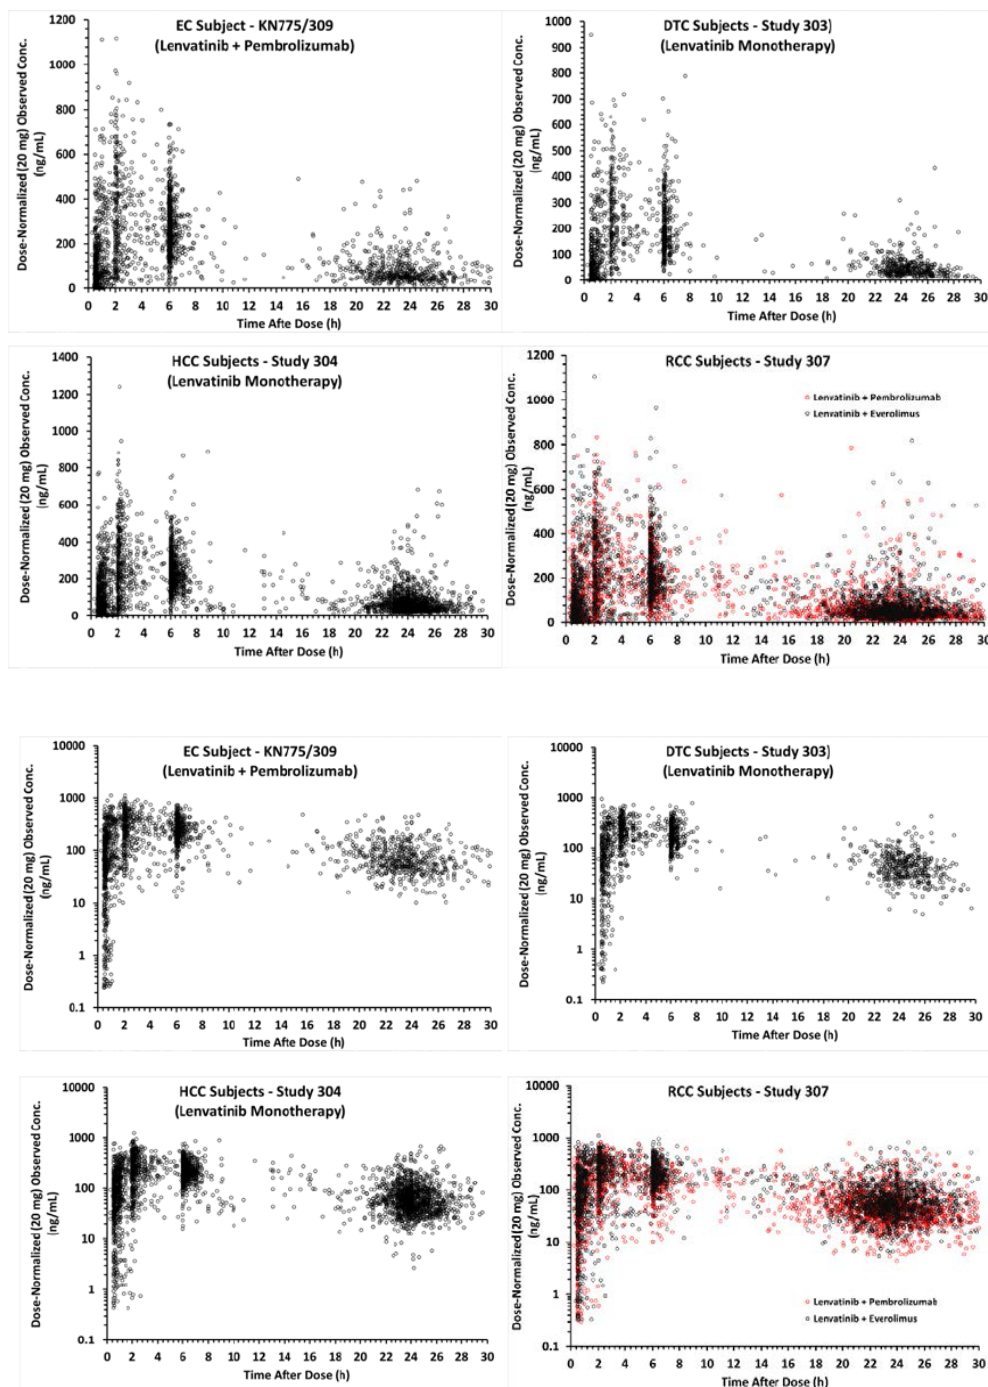 EC Subject - KN775/309
(Lenvatinib + Pembrolizumab)
Dose-Normalized (20 mg) Observed Conc.
(ng/mL)
1200
1000
800
600
400
200
0
0 2 4 6 8 10 12 14 16 18 20 22 24 26 28 30
Time Afte Dose (h)
DTC Subjects - Study 303)
(Lenvatinib Monotherapy)
Dose-Normalized (20 mg) Observed Conc.
(ng/mL)
1000
900
800
700
600
500
400
300
200
100
0
0 2 4 6 8 10 12 14 16 18 20 22 24 26 28 30
Time After Dose (h)
HCC Subjects - Study 304
(Lenvatinib Monotherapy)
Dose-Normalized (20 mg) Observed Conc.
(ng/mL)
1400
1200
1000
800
600
400
200
0
0 2 4 6 8 10 12 14 16 18 20 22 24 26 28 30
Time After Dose (h)
RCC Subjects - Study 307
Lenvatinib + Pembrolizumab
Lenvatinib + Everolimus
Dose-Normalized (20 mg) Observed Conc.
(ng/mL)
1200
1000
800
600
400
200
0
0 2 4 6 8 10 12 14 16 18 20 22 24 26 28 30
Time After Dose (h)
EC Subject - KN775/309
(Lenvatinib + Pembrolizumab)
Dose-Normalized (20 mg) Observed Conc.
(ng/mL)
10000
1000
100
10
1
0.1
0 2 4 6 8 10 12 14 16 18 20 22 24 26 28 30
Time Afte Dose (h)
DTC Subjects - Study 303)
(Lenvatinib Monotherapy)
Dose-Normalized (20 mg) Observed Conc.
(ng/mL)
10000
1000
100
10
1
0.1
0 2 4 6 8 10 12 14 16 18 20 22 24 26 28 30
Time After Dose (h)
HCC Subjects - Study 304
(Lenvatinib Monotherapy)
Dose-Normalized (20 mg) Observed Conc.
(ng/mL)
10000
1000
100
10
1
0.1
0 2 4 6 8 10 12 14 16 18 20 22 24 26 28 30
Time After Dose (h)
RCC Subjects - Study 307
Dose-Normalized (20 mg) Observed Conc.
(ng/mL)
10000
1000
100
10
1
0.1
Lenvatinib + Pembrolizumab
Lenvatinib + Everolimus
0 2 4 6 8 10 12 14 16 18 20 22 24 26 28 30
Time After Dose (h)